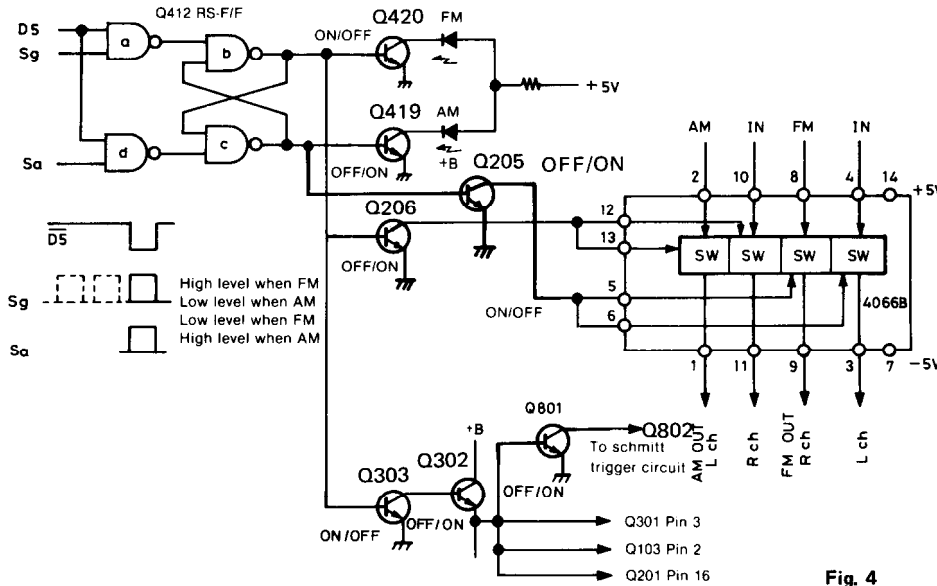 Q412 RS-F/F
D5
Sg
a
b
c
d
Sa
ON/OFF
Q420
FM
+5V
Q419
AM
+B
OFF/ON
Q205
OFF/ON
Q206
OFF/ON
ON/OFF
AM IN FM IN
2 10 8 4 14
+5V
12
13
5
6
SW SW SW SW
4066B
1 11 9 3 7
-5V
AM OUT
L ch
R ch
FM OUT
R ch
L ch
D5
Sg
High level when FM
Low level when AM
Low level when FM
Sa
High level when AM
+B
Q801
Q802
To schmitt
trigger circuit
OFF/ON
Q303
Q302
ON/OFF
OFF/ON
Q301 Pin 3
Q103 Pin 2
Q201 Pin 16
Fig. 4